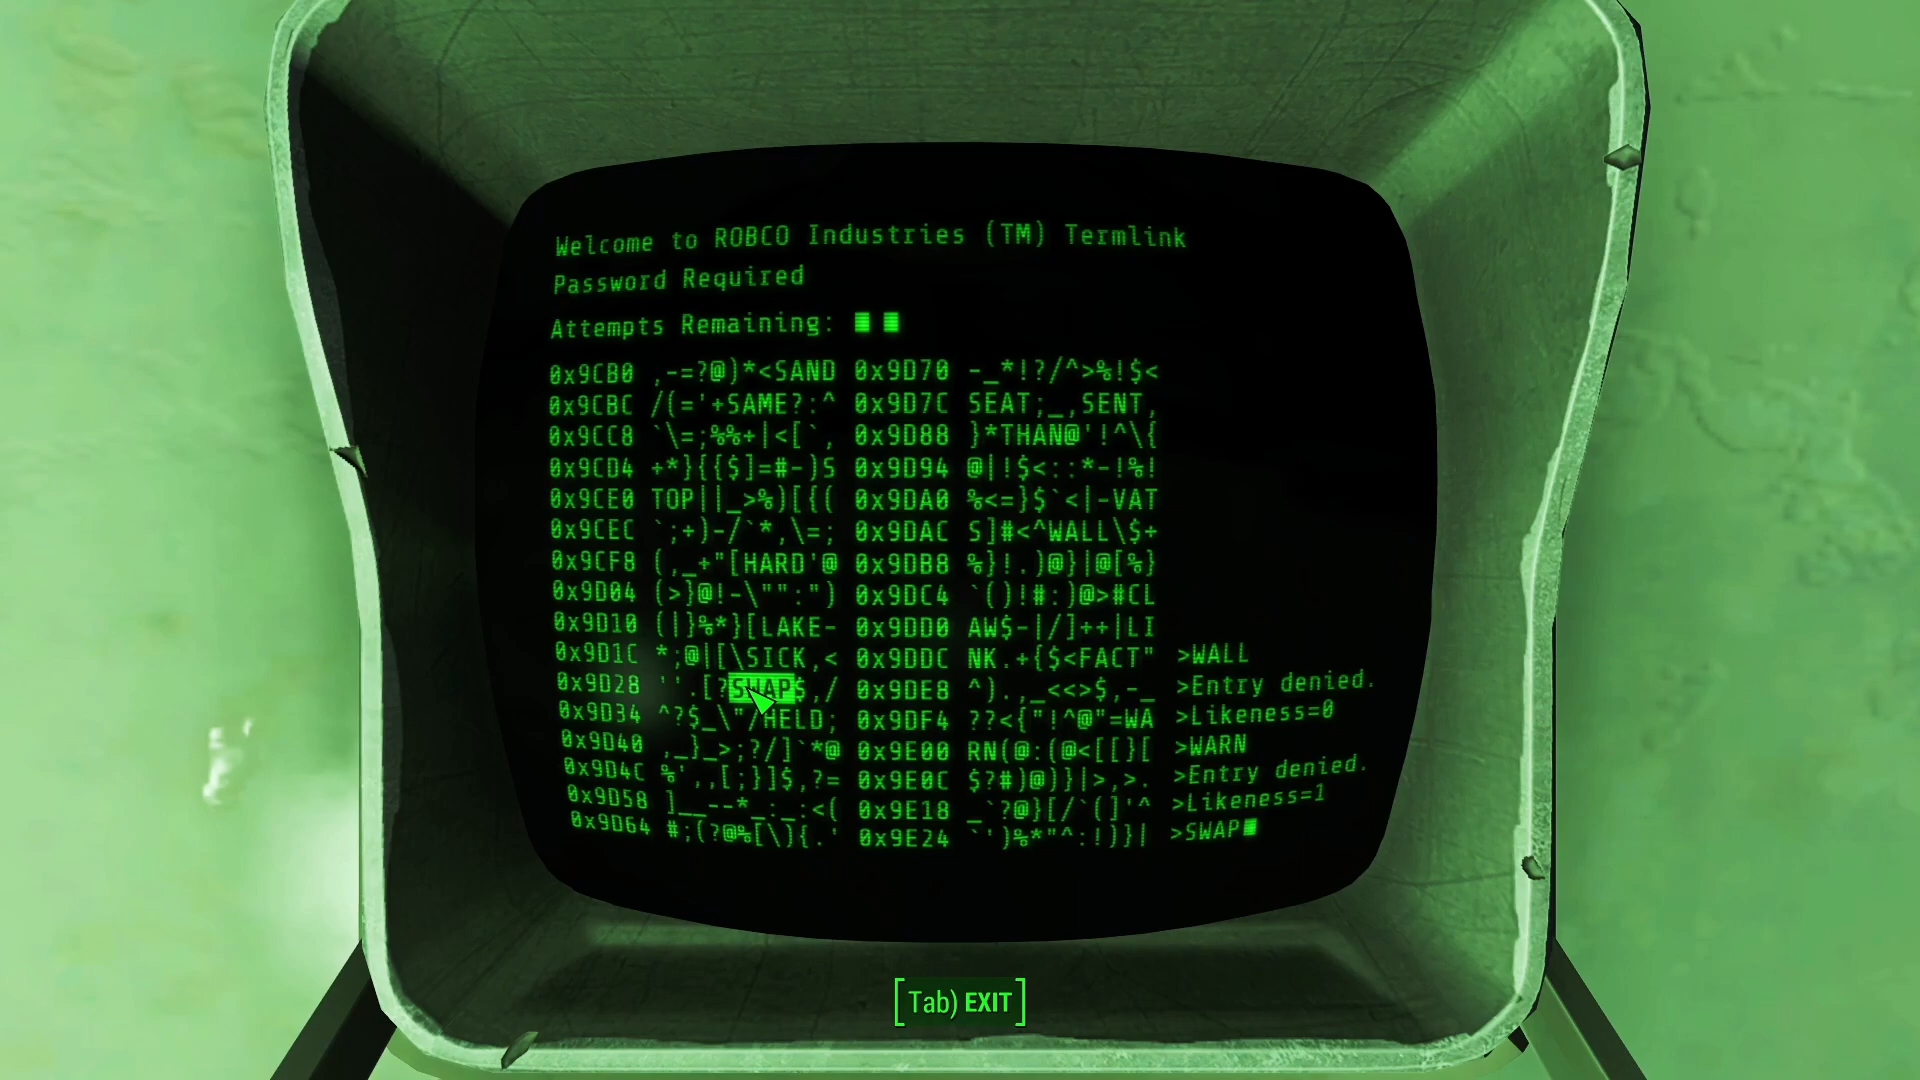 Welcome to ROBCO Industries (TM) Termlink
Password Required
Attempts Remaining:
0x9CB0 ,-=?@)*<SAND 0x9D70 -_*!?/^>%!$<
0x9CBC /(='+SAME?:^ 0x9D7C SEAT;_,SENT,
0x9CC8 `\=;%%+|<[`, 0x9D88 }*THAN@'!^\{
0x9CD4 +*}{{$]=#-)S 0x9D94 @|!$<::*-!%!
0x9CE0 TOP||_>%)[{( 0x9DA0 %<=}$`<|-VAT
0x9CEC `;+)-/`*,\=; 0x9DAC S]#<^WALL\$+
0x9CF8 (,_+"[HARD'@ 0x9DB8 %}!.)@}|@[%}
0x9D04 (>}@!-\"":") 0x9DC4 `()!#:)@>#CL
0x9D10 (|}%*}[LAKE- 0x9DD0 AW$-|/]++|LI
0x9D1C *;@|[\SICK,< 0x9DDC NK.+{$<FACT" >WALL
0x9D28 ''.[?SWAP$,/ 0x9DE8 ^).,_<<>$,-_ >Entry denied.
0x9D34 ^?$_\"/HELD; 0x9DF4 ??<{"!^@"=WA >Likeness=0
0x9D40 ,_}_>;?/]`*@ 0x9E00 RN(@:(@<[[}[ >WARN
0x9D4C %',,[;}]$,?= 0x9E0C $?#)@)}|>,>. >Entry denied.
0x9D58 ]__--*_:_:<( 0x9E18 _`?@}[/`(]'^ >Likeness=1
0x9D64 #;(?@%[\){.' 0x9E24 `')%*"^:!)}| >SWAP
[Tab) EXIT]